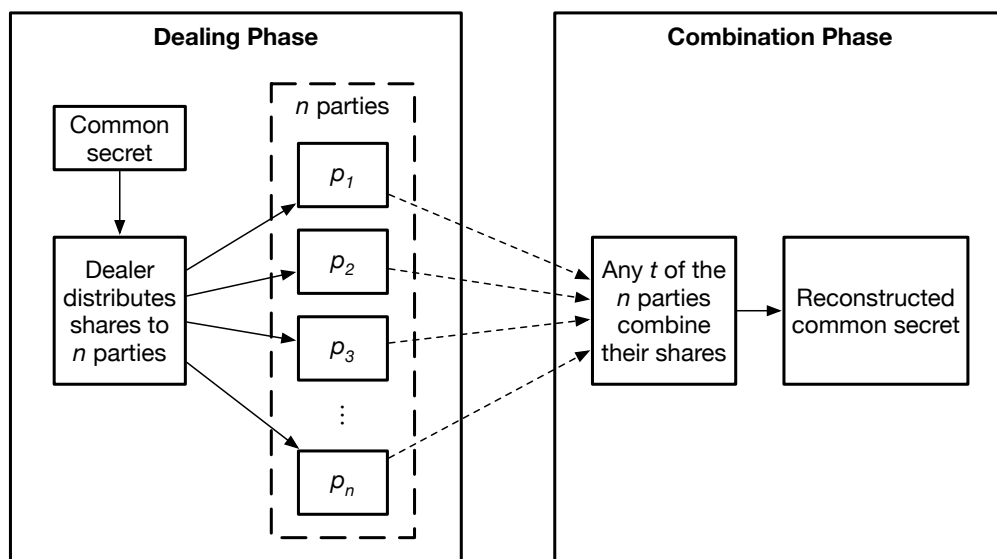 Dealing Phase
Common
secret
Dealer
distributes
shares to
n parties
n parties
p1
p2
p3
⋮
pn
Combination Phase
Any t of the
n parties
combine
their shares
Reconstructed
common secret